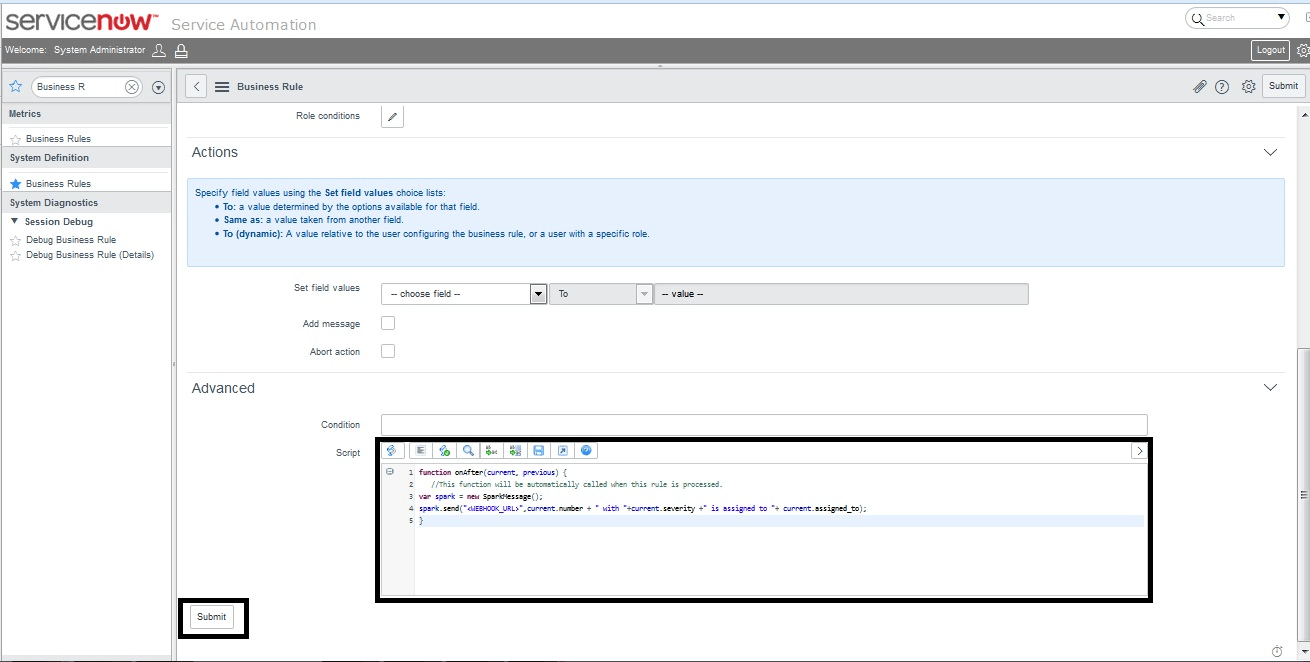 servicenow™ Service Automation
Search
Welcome: System Administrator
Logout
Business R
Business Rule
Submit
Metrics
Business Rules
System Definition
Business Rules
System Diagnostics
Session Debug
Debug Business Rule
Debug Business Rule (Details)
Role conditions
Actions
Specify field values using the Set field values choice lists:
• To: a value determined by the options available for that field.
• Same as: a value taken from another field.
• To (dynamic): A value relative to the user configuring the business rule, or a user with a specific role.
Set field values
-- choose field --
To
-- value --
Add message
Abort action
Advanced
Condition
Script
1 function onAfter(current, previous) {
2 //This function will be automatically called when this rule is processed.
3 var spark = new SparkMessage();
4 spark.send("<WEBHOOK_URL>",current.number + " with "+current.severity +" is assigned to "+ current.assigned_to);
5 }
Submit